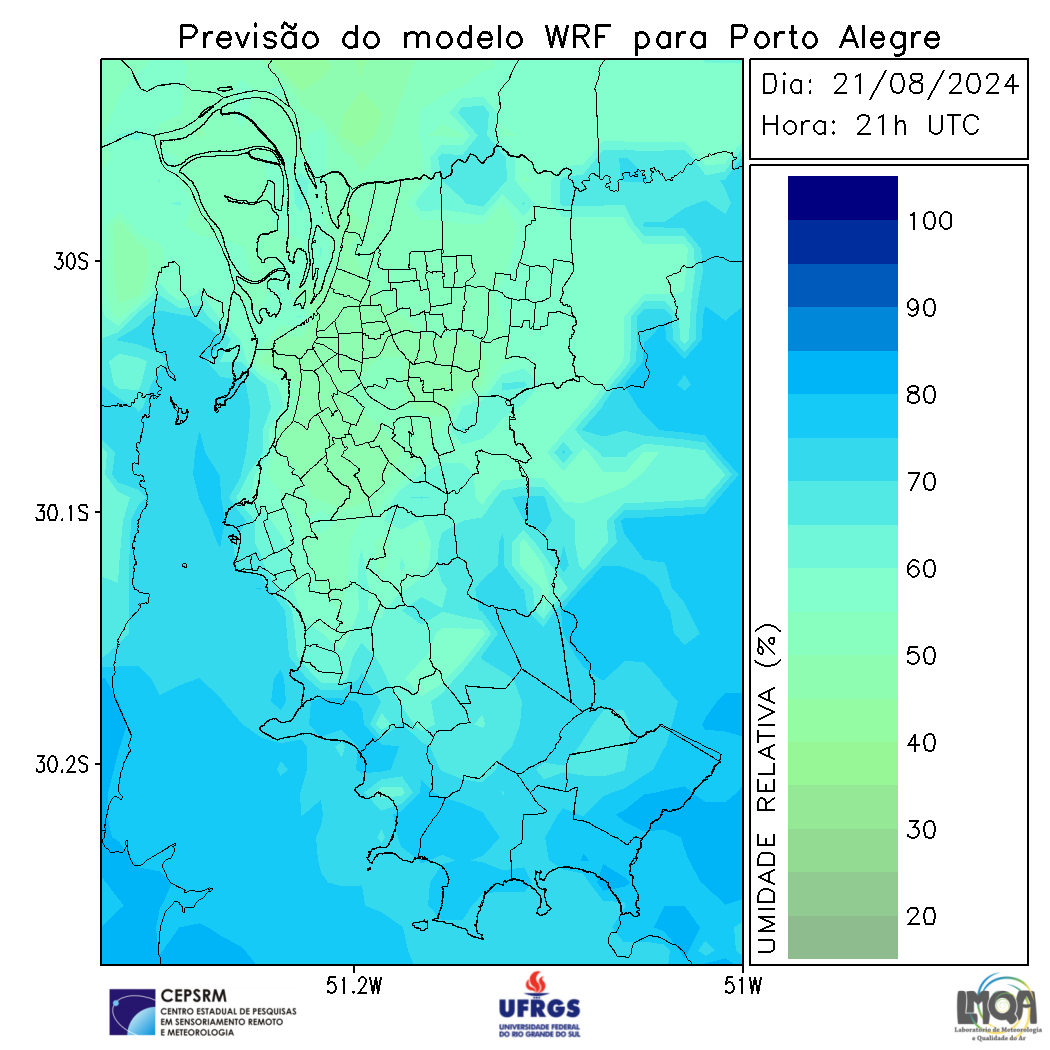 Previsão do modelo WRF para Porto Alegre
Dia: 21/08/2024
Hora: 21h UTC
100
90
80
70
60
50
40
30
20
UMIDADE RELATIVA (%)
30S
30.1S
30.2S
51.2W
51W
CEPSRM
CENTRO ESTADUAL DE PESQUISAS
EM SENSORIAMENTO REMOTO
E METEOROLOGIA
UFRGS
UNIVERSIDADE FEDERAL
DO RIO GRANDE DO SUL
LMQA
Laboratório de Meteorologia
e Qualidade do Ar